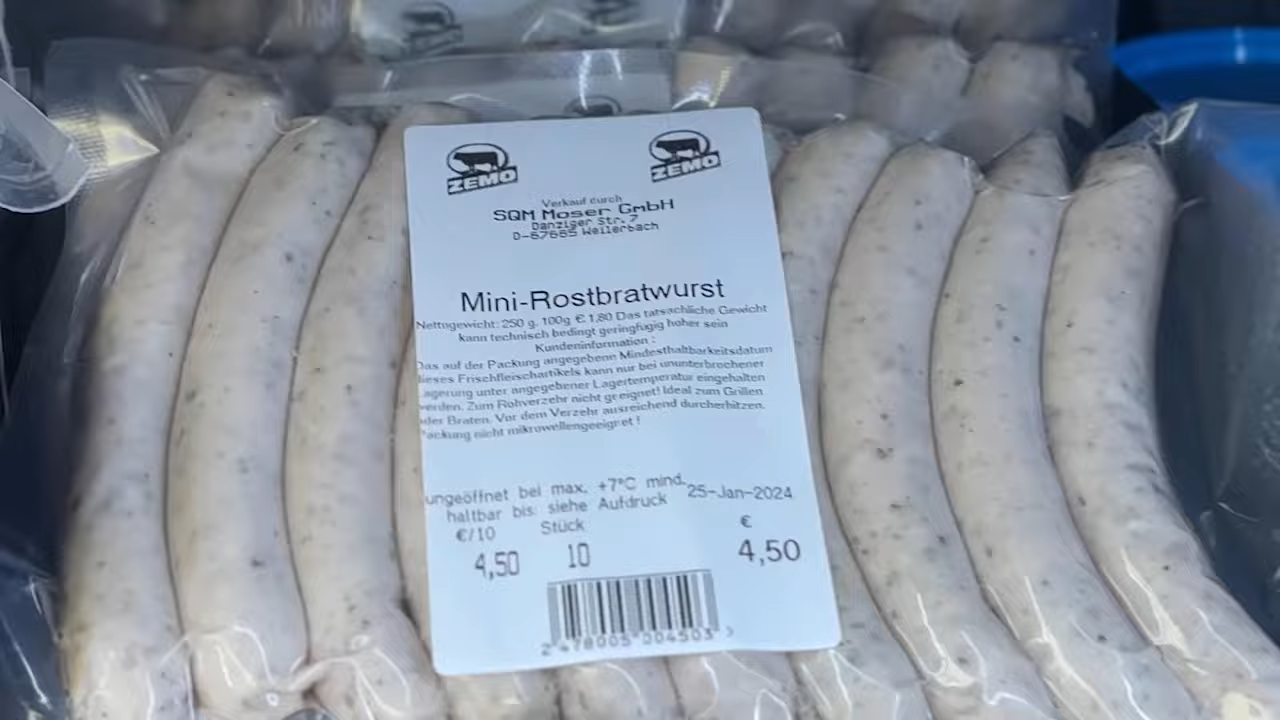 ZEMO
ZEMO
Verkauf durch
SQM Moser GmbH
Danziger Str. 7
D-67685 Weilerbach
Mini-Rostbratwurst
Nettogewicht: 250 g. 100g € 1,80 Das tatsächliche Gewicht
kann technisch bedingt geringfügig höher sein
Kundeninformation :
Das auf der Packung angegebene Mindesthaltbarkeitsdatum
dieses Frischfleischartikels kann nur bei ununterbrochener
Lagerung unter angegebener Lagertemperatur eingehalten
werden. Zum Rohverzehr nicht geeignet! Ideal zum Grillen
oder Braten. Vor dem Verzehr ausreichend durcherhitzen.
Packung nicht mikrowellengeeignet !
ungeöffnet bei max. +7°C mind.
haltbar bis: siehe Aufdruck
25-Jan-2024
€/10
Stück
€
4,50
10
4,50
2 478005 004503 >